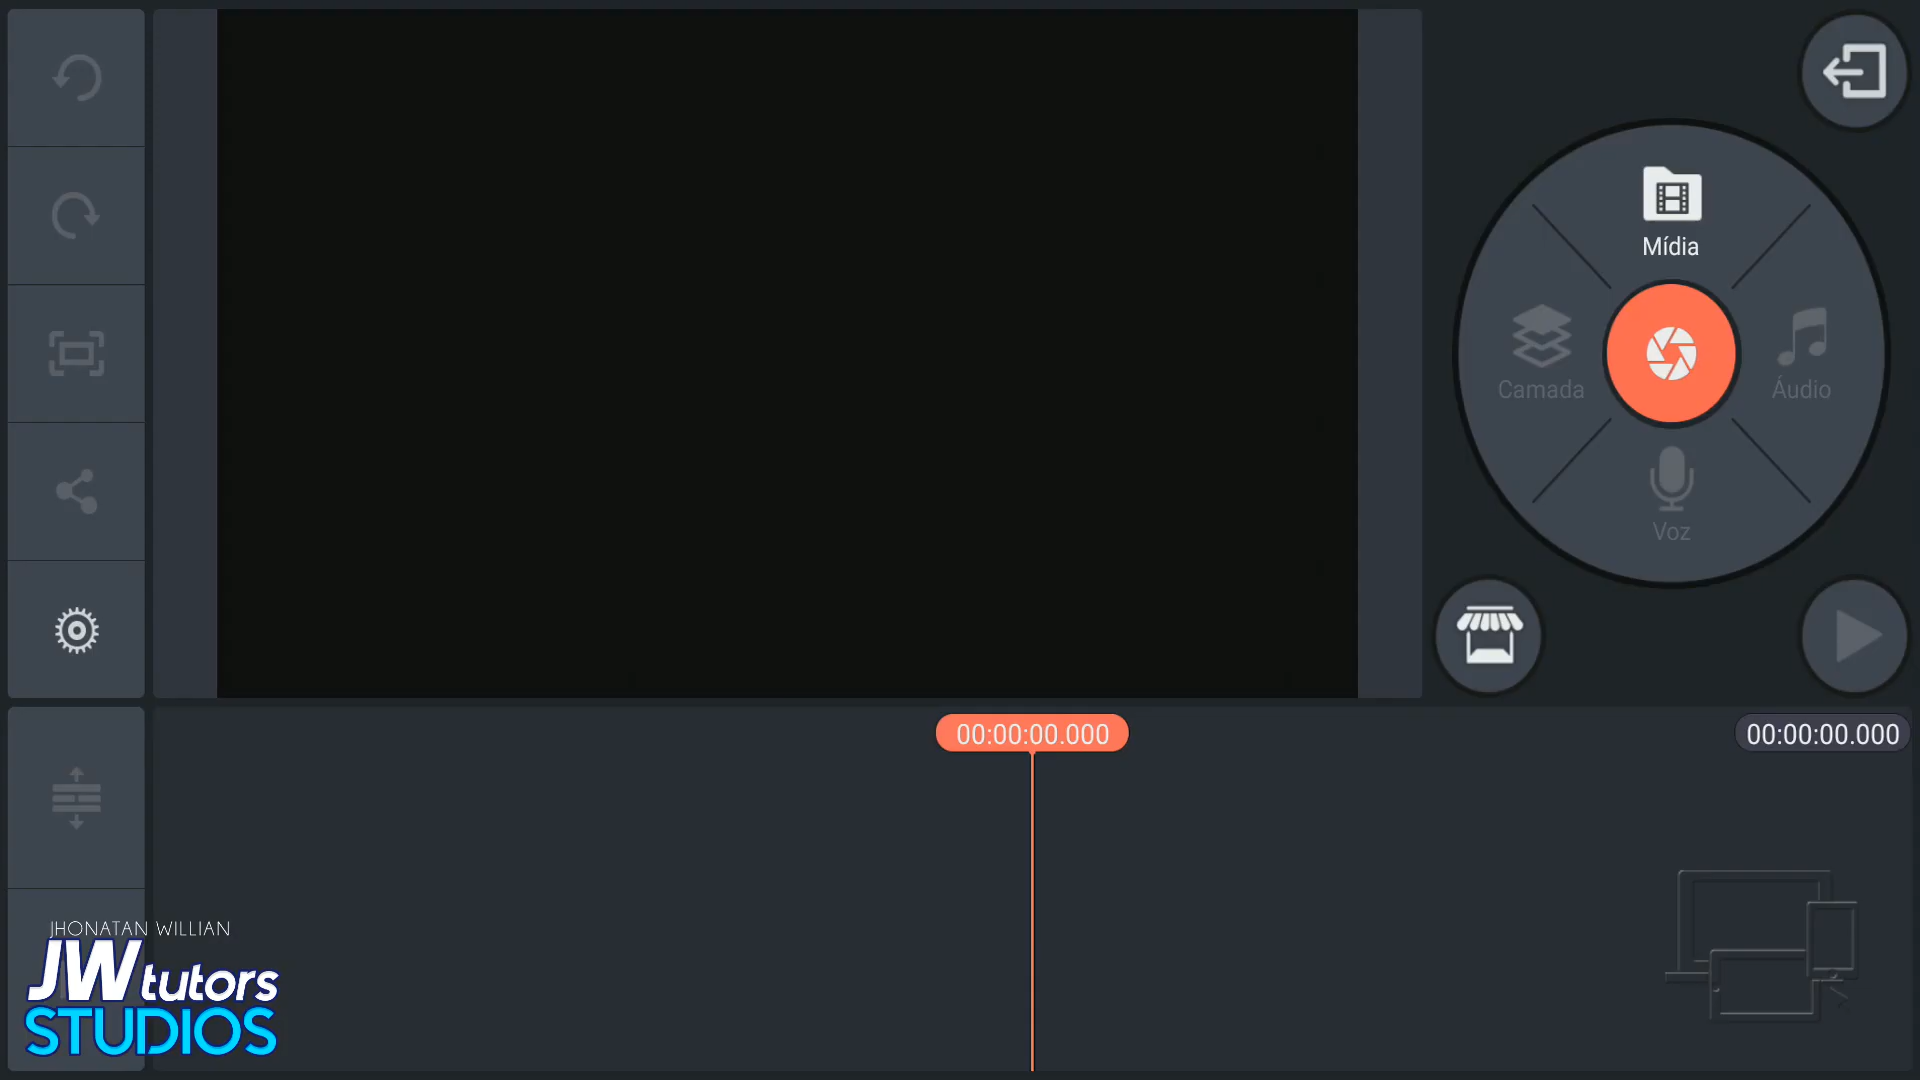 Mídia
Camada
Áudio
Voz
00:00:00.000
00:00:00.000
JHONATAN WILLIAN
JW tutors
STUDIOS